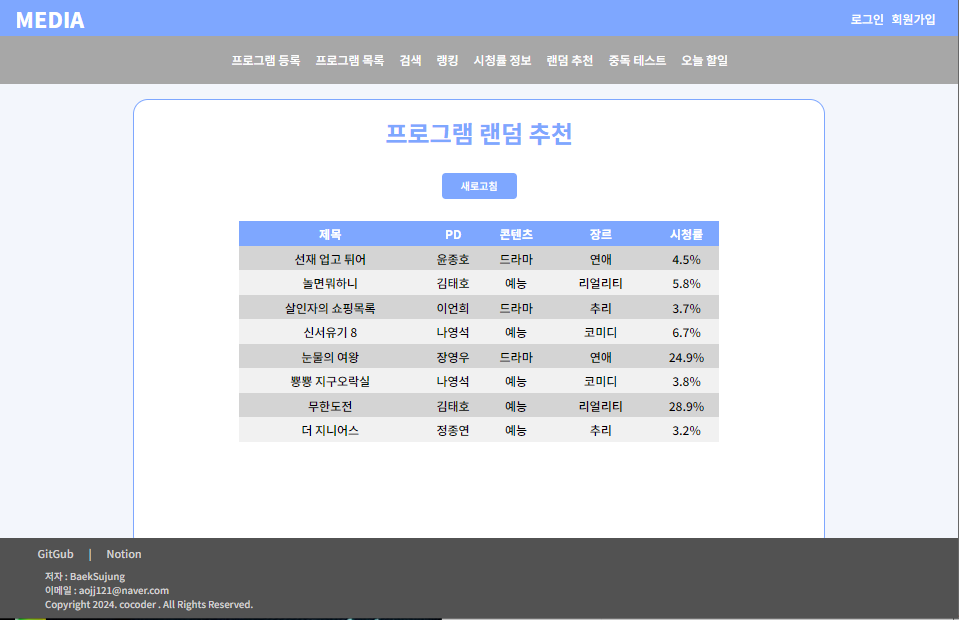 MEDIA 로그인 회원가입
프로그램 등록 프로그램 목록 검색 랭킹 시청률 정보 랜덤 추천 중독 테스트 오늘 할일
프로그램 랜덤 추천
새로고침
제목 PD 콘텐츠 장르 시청률
선재 업고 튀어 윤종호 드라마 연애 4.5%
놀면뭐하니 김태호 예능 리얼리티 5.8%
살인자의 쇼핑목록 이언희 드라마 추리 3.7%
신서유기 8 나영석 예능 코미디 6.7%
눈물의 여왕 장영우 드라마 연애 24.9%
뿅뿅 지구오락실 나영석 예능 코미디 3.8%
무한도전 김태호 예능 리얼리티 28.9%
더 지니어스 정종연 예능 추리 3.2%
GitGub | Notion
저자 : BaekSujung
이메일 : aojj121@naver.com
Copyright 2024. cocoder . All Rights Reserved.